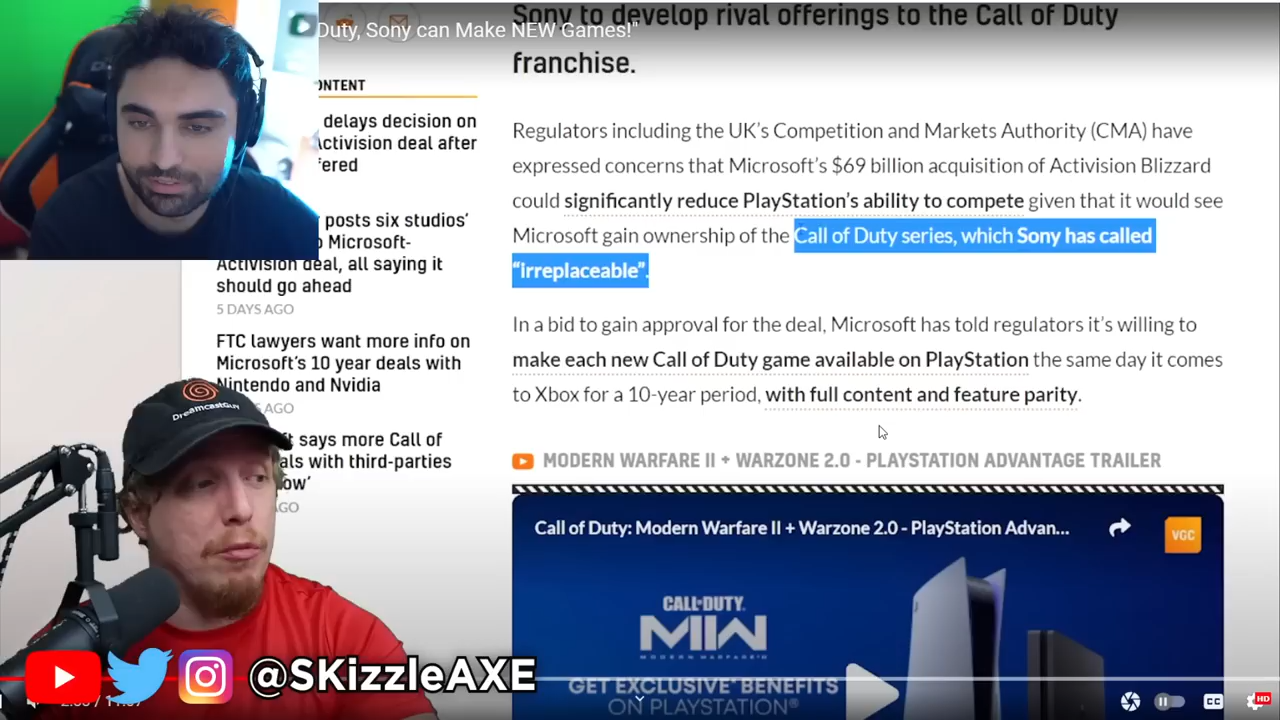 Sony to develop rival offerings to the Call of Duty
franchise.
Duty, Sony can Make NEW Games!"
ONTENT
delays decision on
Activision deal after
fered
posts six studios'
o Microsoft-
Activision deal, all saying it
should go ahead
5 DAYS AGO
FTC lawyers want more info on
Microsoft's 10 year deals with
Nintendo and Nvidia
AGO
t says more Call of
als with third-parties
ow'
AGO
Regulators including the UK's Competition and Markets Authority (CMA) have
expressed concerns that Microsoft's $69 billion acquisition of Activision Blizzard
could significantly reduce PlayStation's ability to compete given that it would see
Microsoft gain ownership of the Call of Duty series, which Sony has called
"irreplaceable".
In a bid to gain approval for the deal, Microsoft has told regulators it's willing to
make each new Call of Duty game available on PlayStation the same day it comes
to Xbox for a 10-year period, with full content and feature parity.
MODERN WARFARE II + WARZONE 2.0 - PLAYSTATION ADVANTAGE TRAILER
Call of Duty: Modern Warfare II + Warzone 2.0 - PlayStation Advan...
VGC
CALL OF DUTY
MW
MODERN WARFARE II
GET EXCLUSIVE BENEFITS
ON PLAYSTATION®
DreamcastGuy
@SKizzleAXE
CC
HD